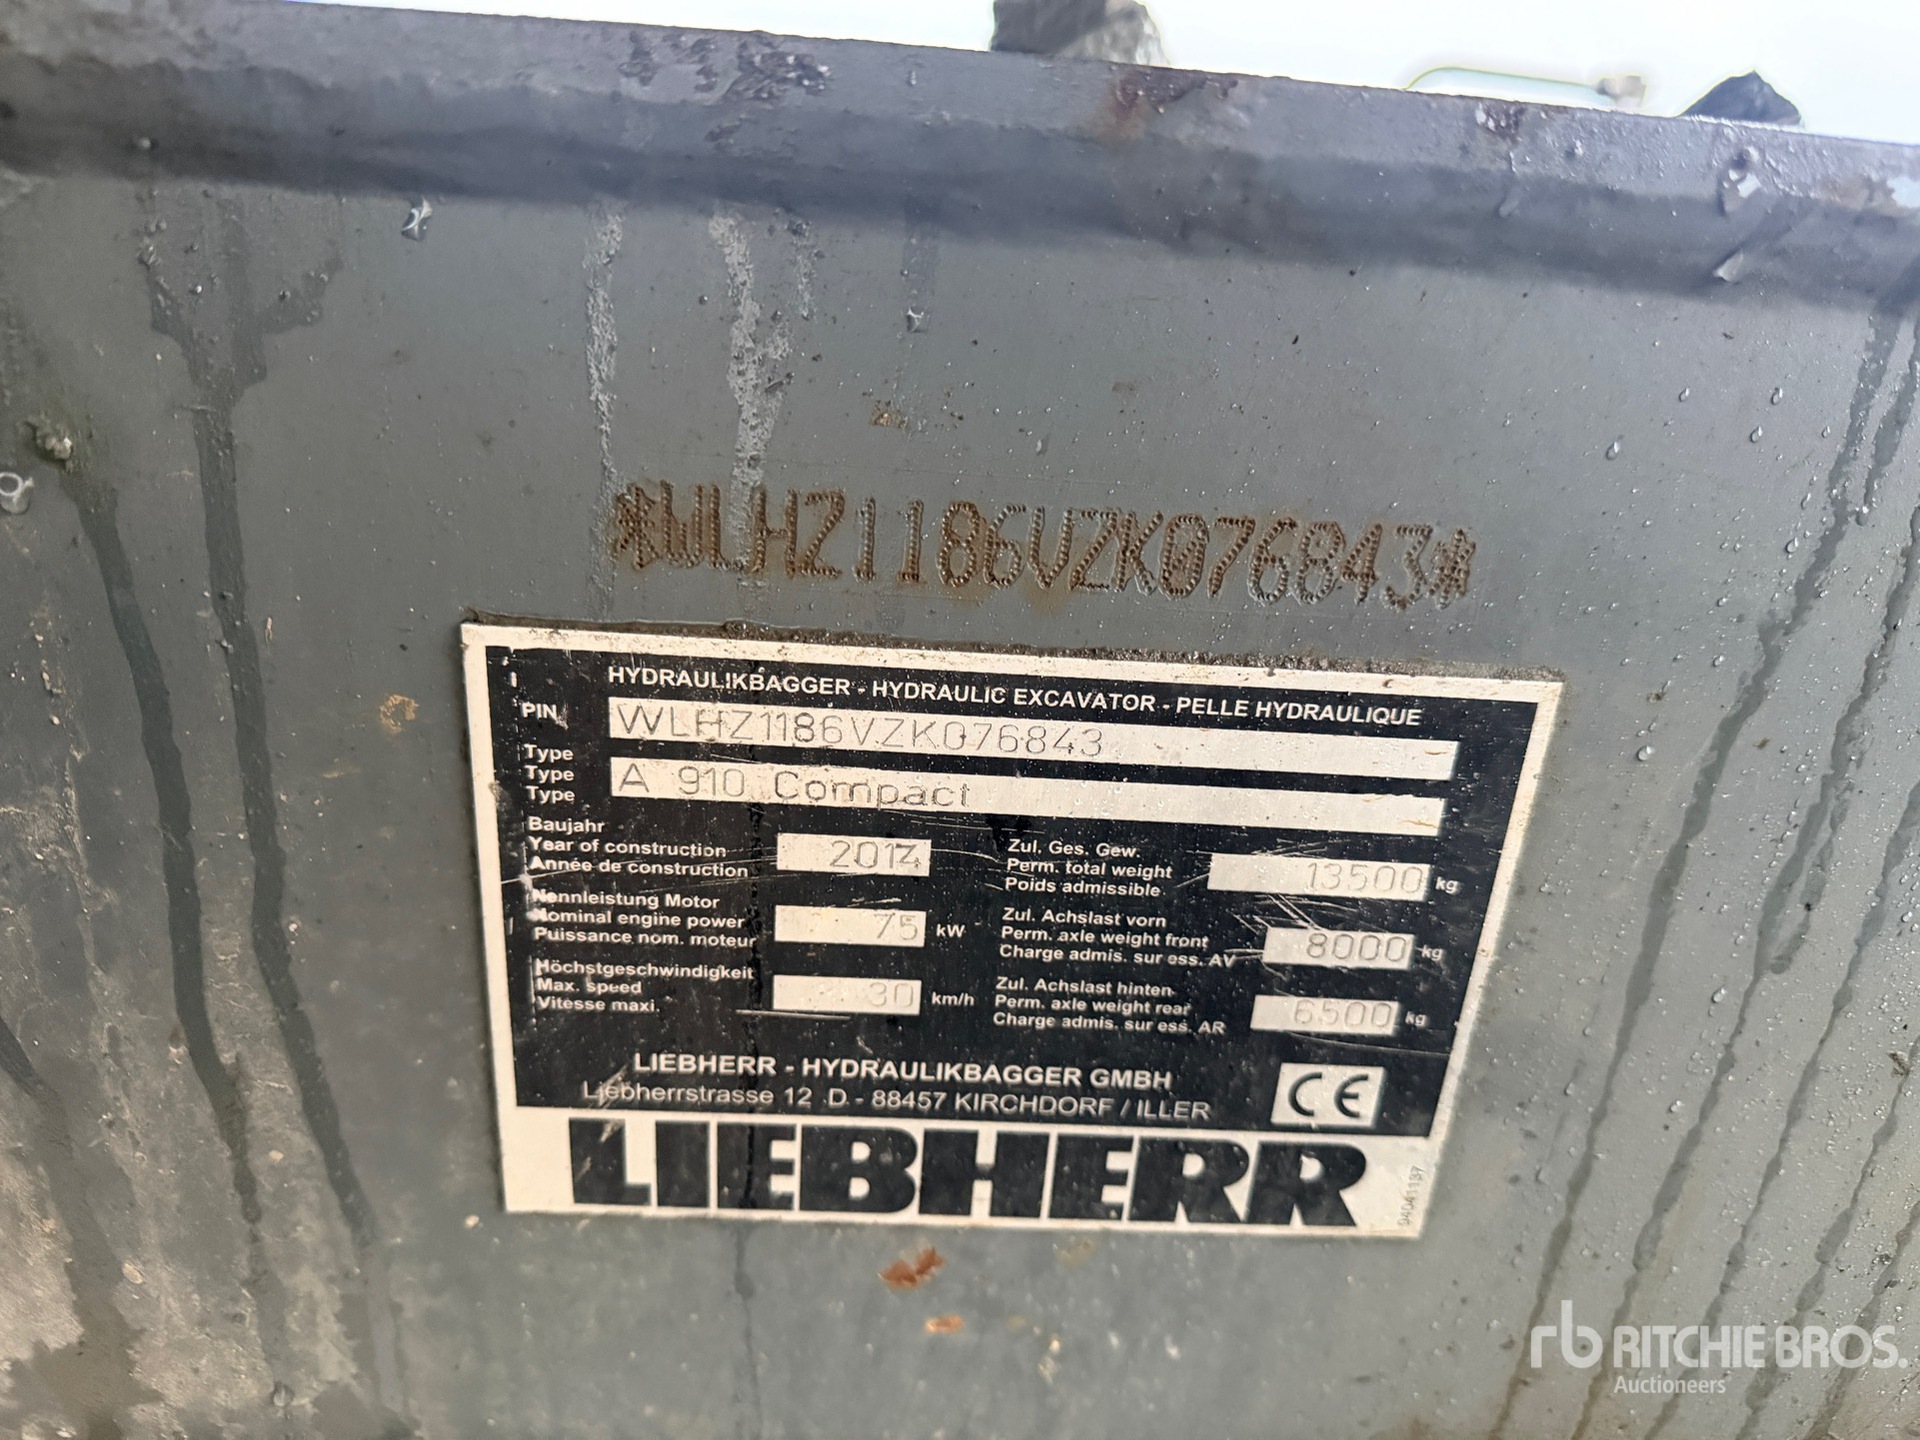 *WLHZ1186VZK076843*
HYDRAULIKBAGGER - HYDRAULIC EXCAVATOR - PELLE HYDRAULIQUE
PIN WLHZ1186VZK076843
Type
Type A 910 Compact
Type
Baujahr
Year of construction 2014
Année de construction
Zul. Ges. Gew.
Perm. total weight 13500 kg
Poids admissible
Nennleistung Motor
Nominal engine power 75 kW
Puissance nom. moteur
Zul. Achslast vorn
Perm. axle weight front 8000 kg
Charge admis. sur ess. AV
Höchstgeschwindigkeit
Max. speed 30 km/h
Vitesse maxi.
Zul. Achslast hinten
Perm. axle weight rear 6500 kg
Charge admis. sur ess. AR
LIEBHERR - HYDRAULIKBAGGER GMBH
Liebherrstrasse 12 D - 88457 KIRCHDORF / ILLER
CE
LIEBHERR
94041137
rb RITCHIE BROS.
Auctioneers